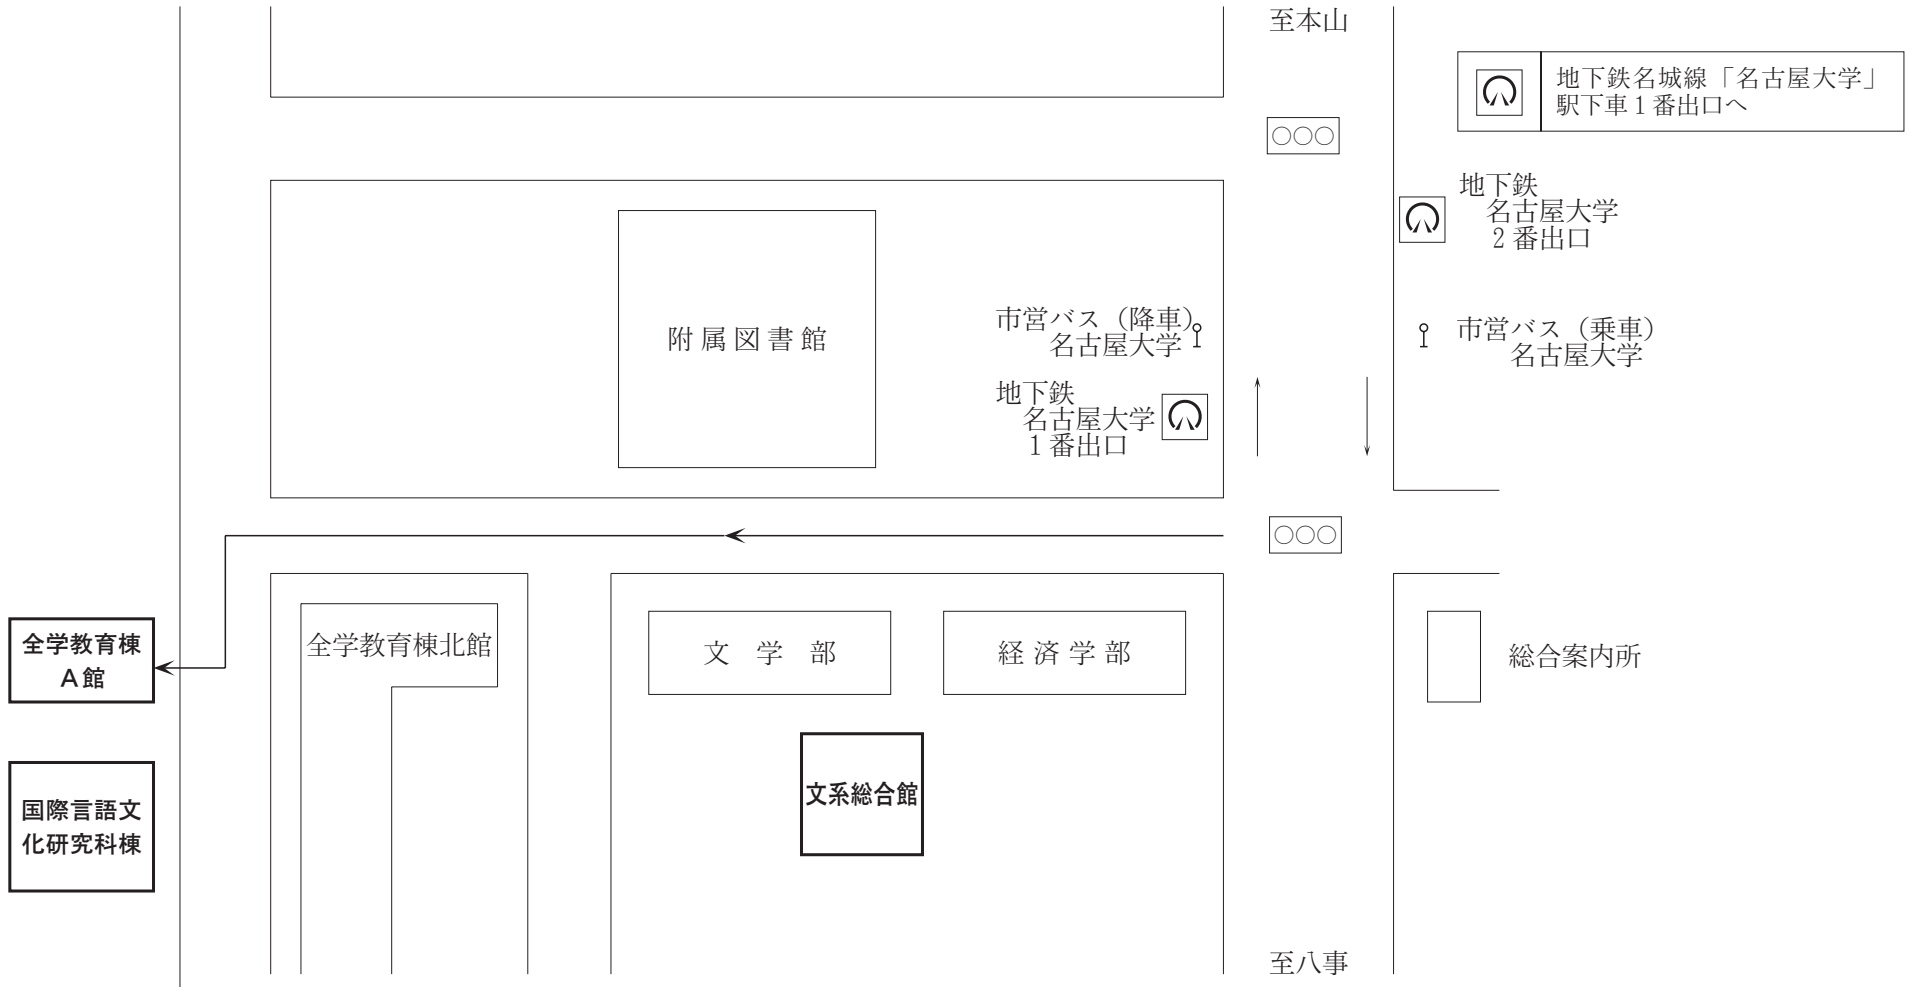 至本山
地下鉄名城線「名古屋大学」
駅下車1番出口へ
地下鉄
名古屋大学
2番出口
附属図書館
市営バス（降車）
名古屋大学
市営バス（乗車）
名古屋大学
地下鉄
名古屋大学
1番出口
全学教育棟
A館
全学教育棟北館
文学部
経済学部
総合案内所
文系総合館
国際言語文
化研究科棟
至八事